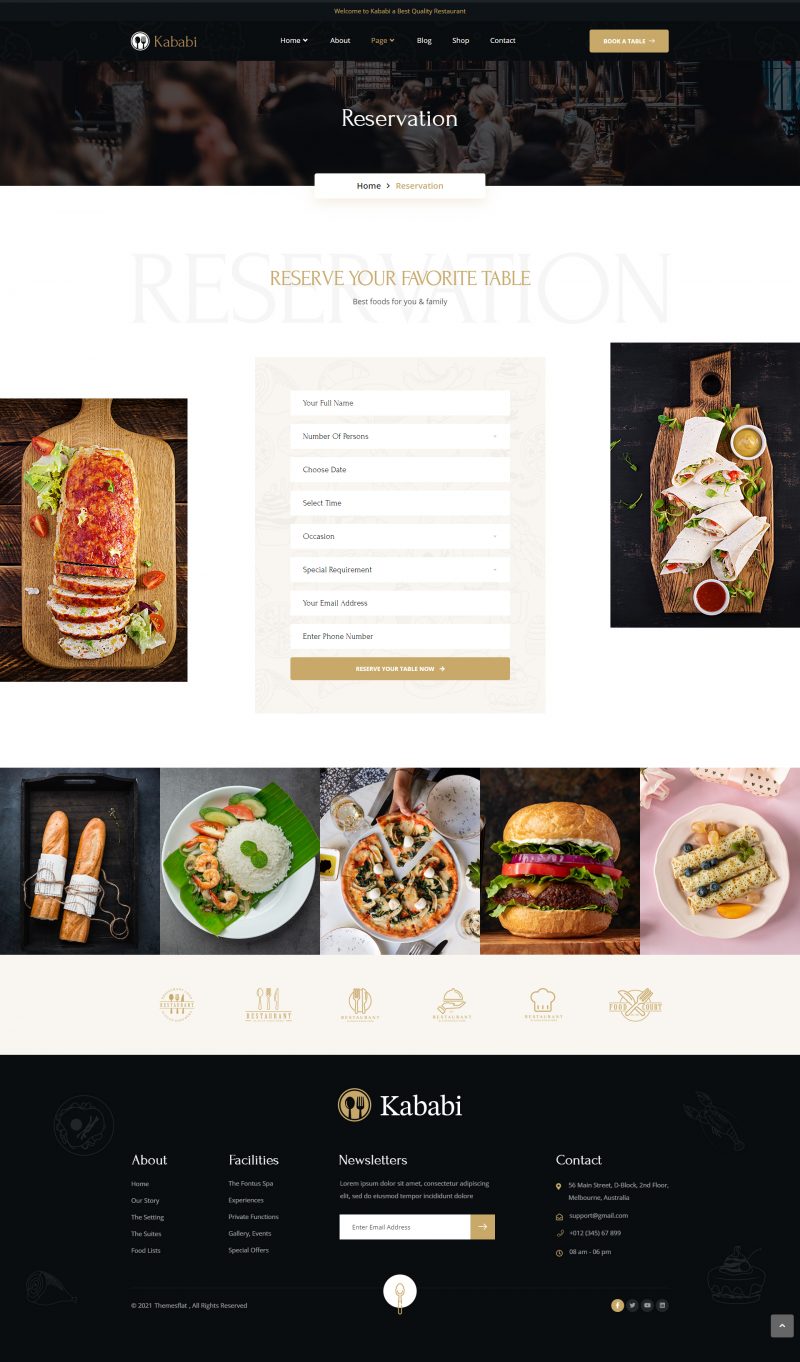 Welcome to Kababi a Best Quality Restaurant
Kababi
Home About Page Blog Shop Contact
BOOK A TABLE
Reservation
Home > Reservation
RESERVATION
RESERVE YOUR FAVORITE TABLE
Best foods for you & family
Your Full Name
Number Of Persons
Choose Date
Select Time
Occasion
Special Requirement
Your Email Address
Enter Phone Number
RESERVE YOUR TABLE NOW
RESTAURANT
RESTAURANT
RESTAURANT
RESTAURANT
RESTAURANT
FOOD COURT
Kababi
About
Home
Our Story
The Setting
The Suites
Food Lists
Facilities
The Fontus Spa
Experiences
Private Functions
Gallery, Events
Special Offers
Newsletters
Lorem ipsum dolor sit amet, consectetur adipiscing
elit, sed do eiusmod tempor incididunt dolore
Enter Email Address
Contact
56 Main Street, D-Block, 2nd Floor,
Melbourne, Australia
support@gmail.com
+012 (345) 67 899
08 am - 06 pm
© 2021 Themesflat , All Rights Reserved